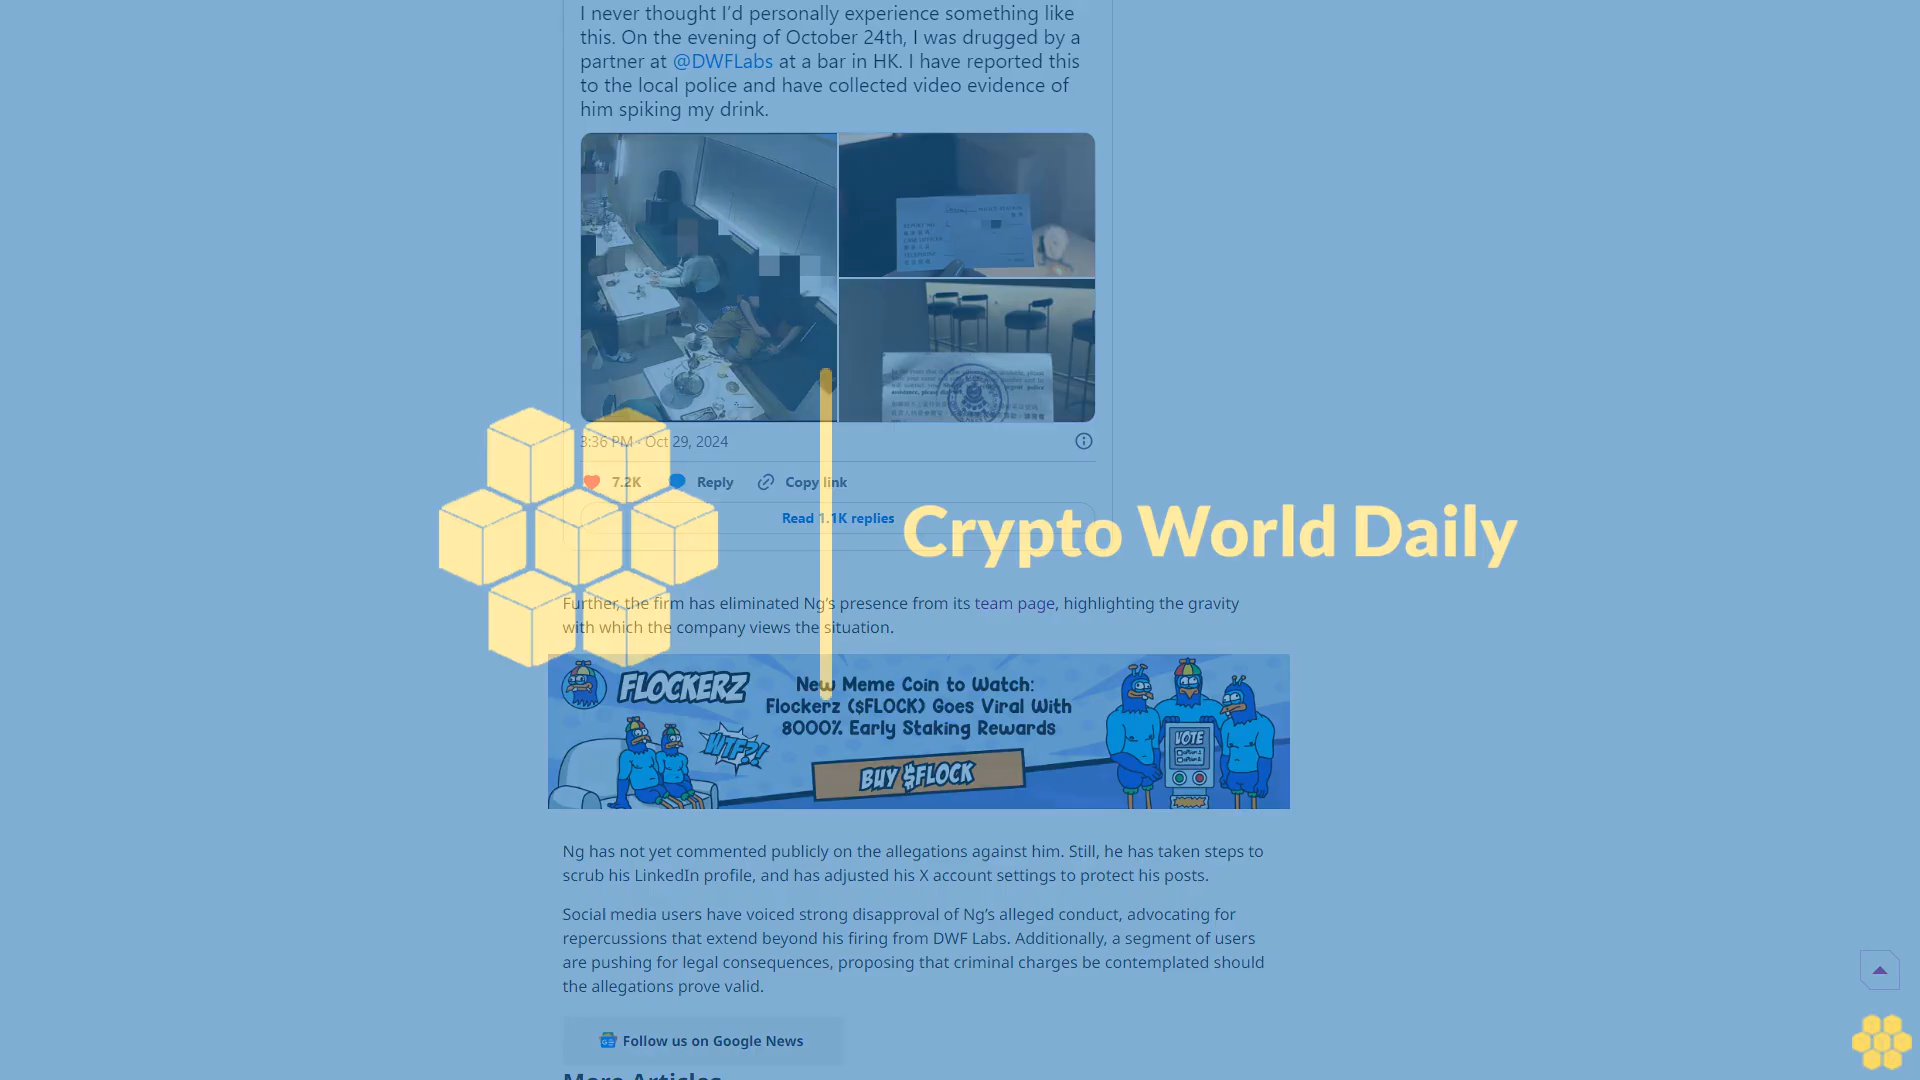 I never thought I'd personally experience something like
this. On the evening of October 24th, I was drugged by a
partner at @DWFLabs at a bar in HK. I have reported this
to the local police and have collected video evidence of
him spiking my drink.
3:36 PM · Oct 29, 2024
7.2K Reply Copy link
Read 1.1K replies
Crypto World Daily
Further, the firm has eliminated Ng's presence from its team page, highlighting the gravity
with which the company views the situation.
FLOCKERZ
New Meme Coin to Watch:
Flockerz ($FLOCK) Goes Viral With
8000% Early Staking Rewards
WTF?!
BUY $FLOCK
VOTE
Ng has not yet commented publicly on the allegations against him. Still, he has taken steps to
scrub his LinkedIn profile, and has adjusted his X account settings to protect his posts.
Social media users have voiced strong disapproval of Ng's alleged conduct, advocating for
repercussions that extend beyond his firing from DWF Labs. Additionally, a segment of users
are pushing for legal consequences, proposing that criminal charges be contemplated should
the allegations prove valid.
Follow us on Google News
More Articles